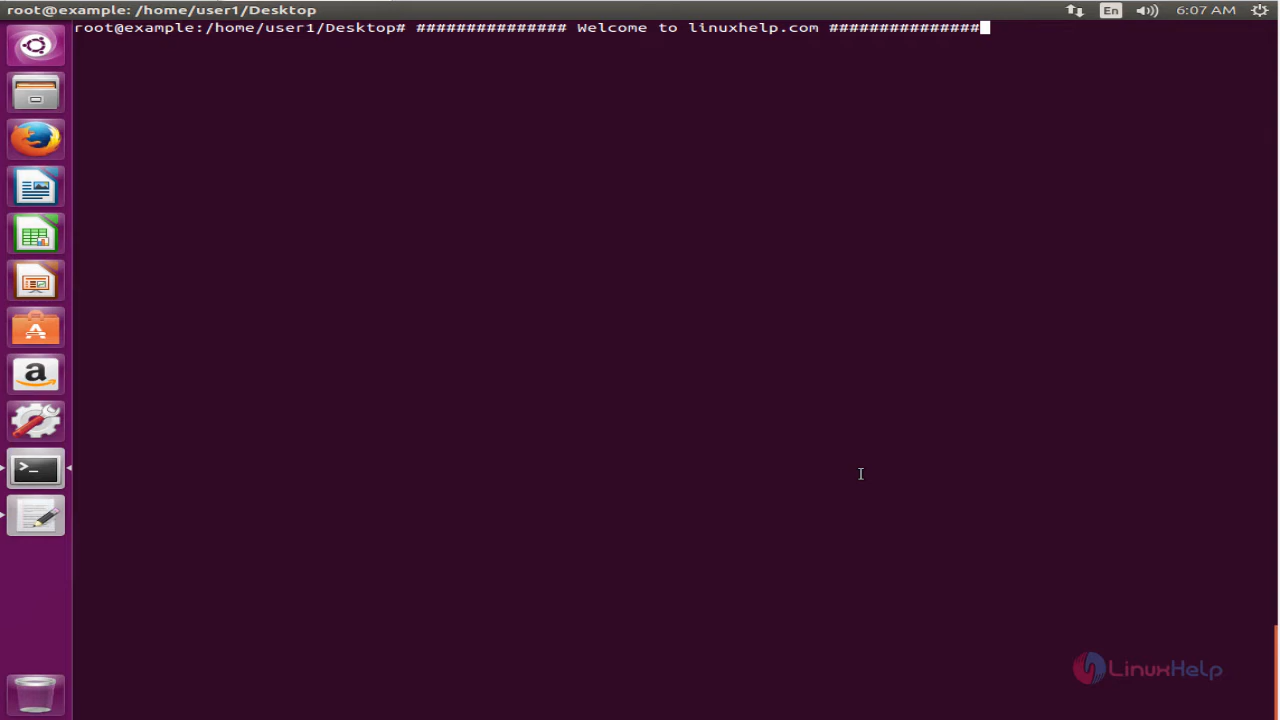 root@example: /home/user1/Desktop
En
6:07 AM
root@example:/home/user1/Desktop# ############### Welcome to linuxhelp.com ###############
a
>_
LinuxHelp